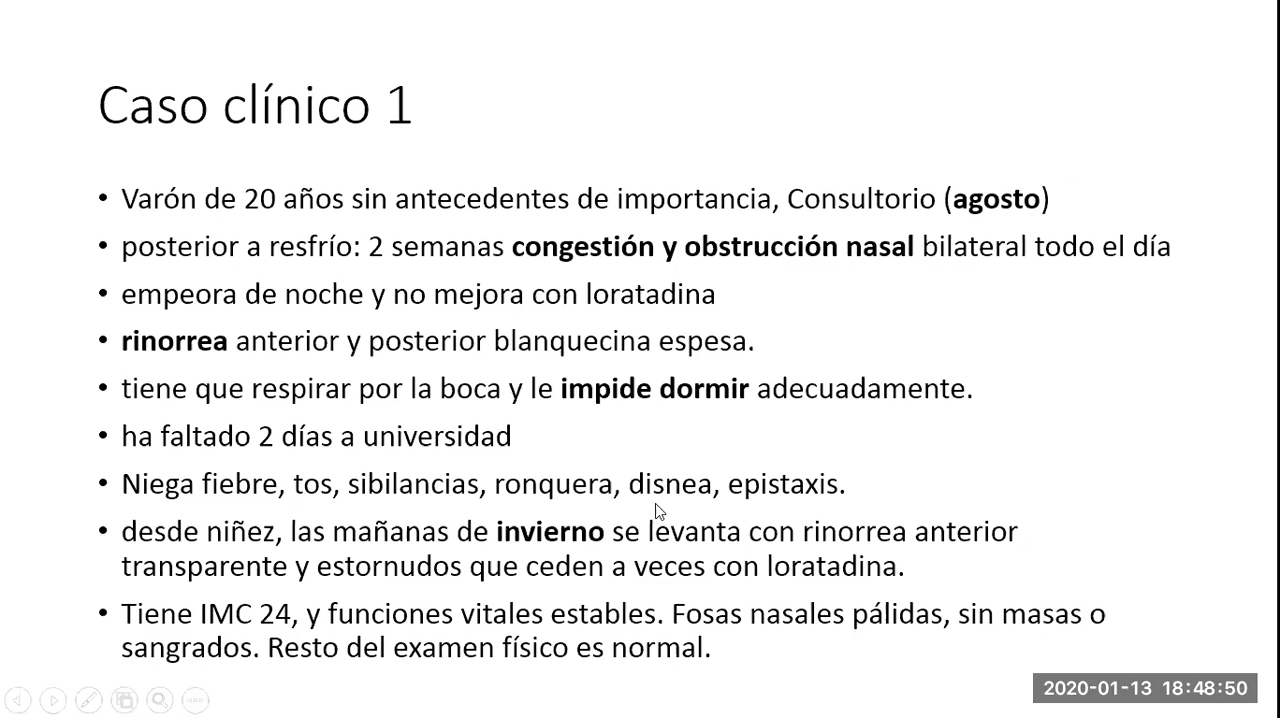 Caso clínico 1
• Varón de 20 años sin antecedentes de importancia, Consultorio (agosto)
• posterior a resfrío: 2 semanas congestión y obstrucción nasal bilateral todo el día
• empeora de noche y no mejora con loratadina
• rinorrea anterior y posterior blanquecina espesa.
• tiene que respirar por la boca y le impide dormir adecuadamente.
• ha faltado 2 días a universidad
• Niega fiebre, tos, sibilancias, ronquera, disnea, epistaxis.
• desde niñez, las mañanas de invierno se levanta con rinorrea anterior
transparente y estornudos que ceden a veces con loratadina.
• Tiene IMC 24, y funciones vitales estables. Fosas nasales pálidas, sin masas o
sangrados. Resto del examen físico es normal.
2020-01-13 18:48:50